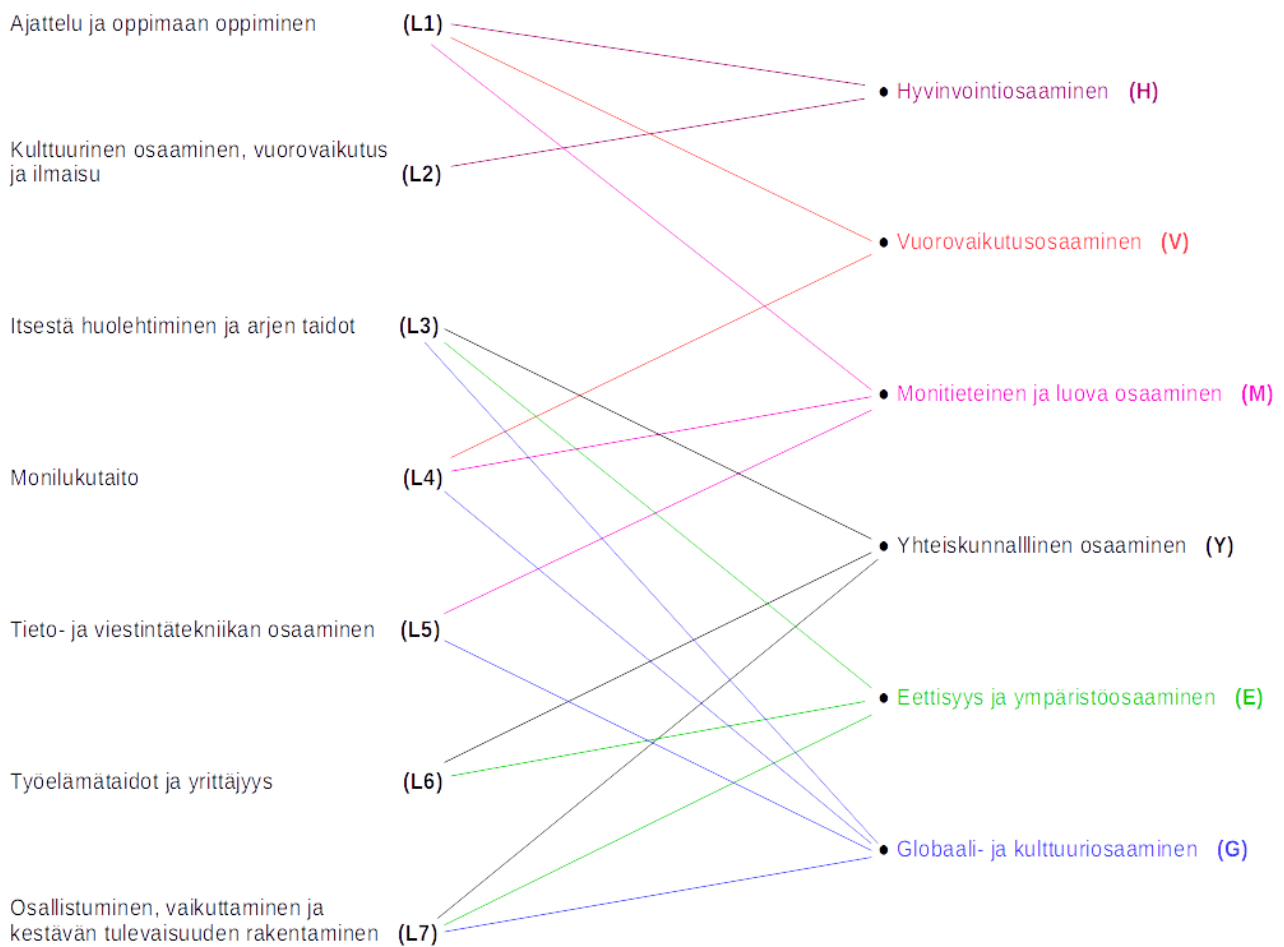 Ajattelu ja oppimaan oppiminen (L1)
Hyvinvointiosaaminen (H)
Kulttuurinen osaaminen, vuorovaikutus
ja ilmaisu (L2)
Vuorovaikutusosaaminen (V)
Itsestä huolehtiminen ja arjen taidot (L3)
Monitieteinen ja luova osaaminen (M)
Monilukutaito (L4)
Yhteiskunnalllinen osaaminen (Y)
Tieto- ja viestintätekniikan osaaminen (L5)
Eettisyys ja ympäristöosaaminen (E)
Työelämätaidot ja yrittäjyys (L6)
Globaali- ja kulttuuriosaaminen (G)
Osallistuminen, vaikuttaminen ja
kestävän tulevaisuuden rakentaminen (L7)